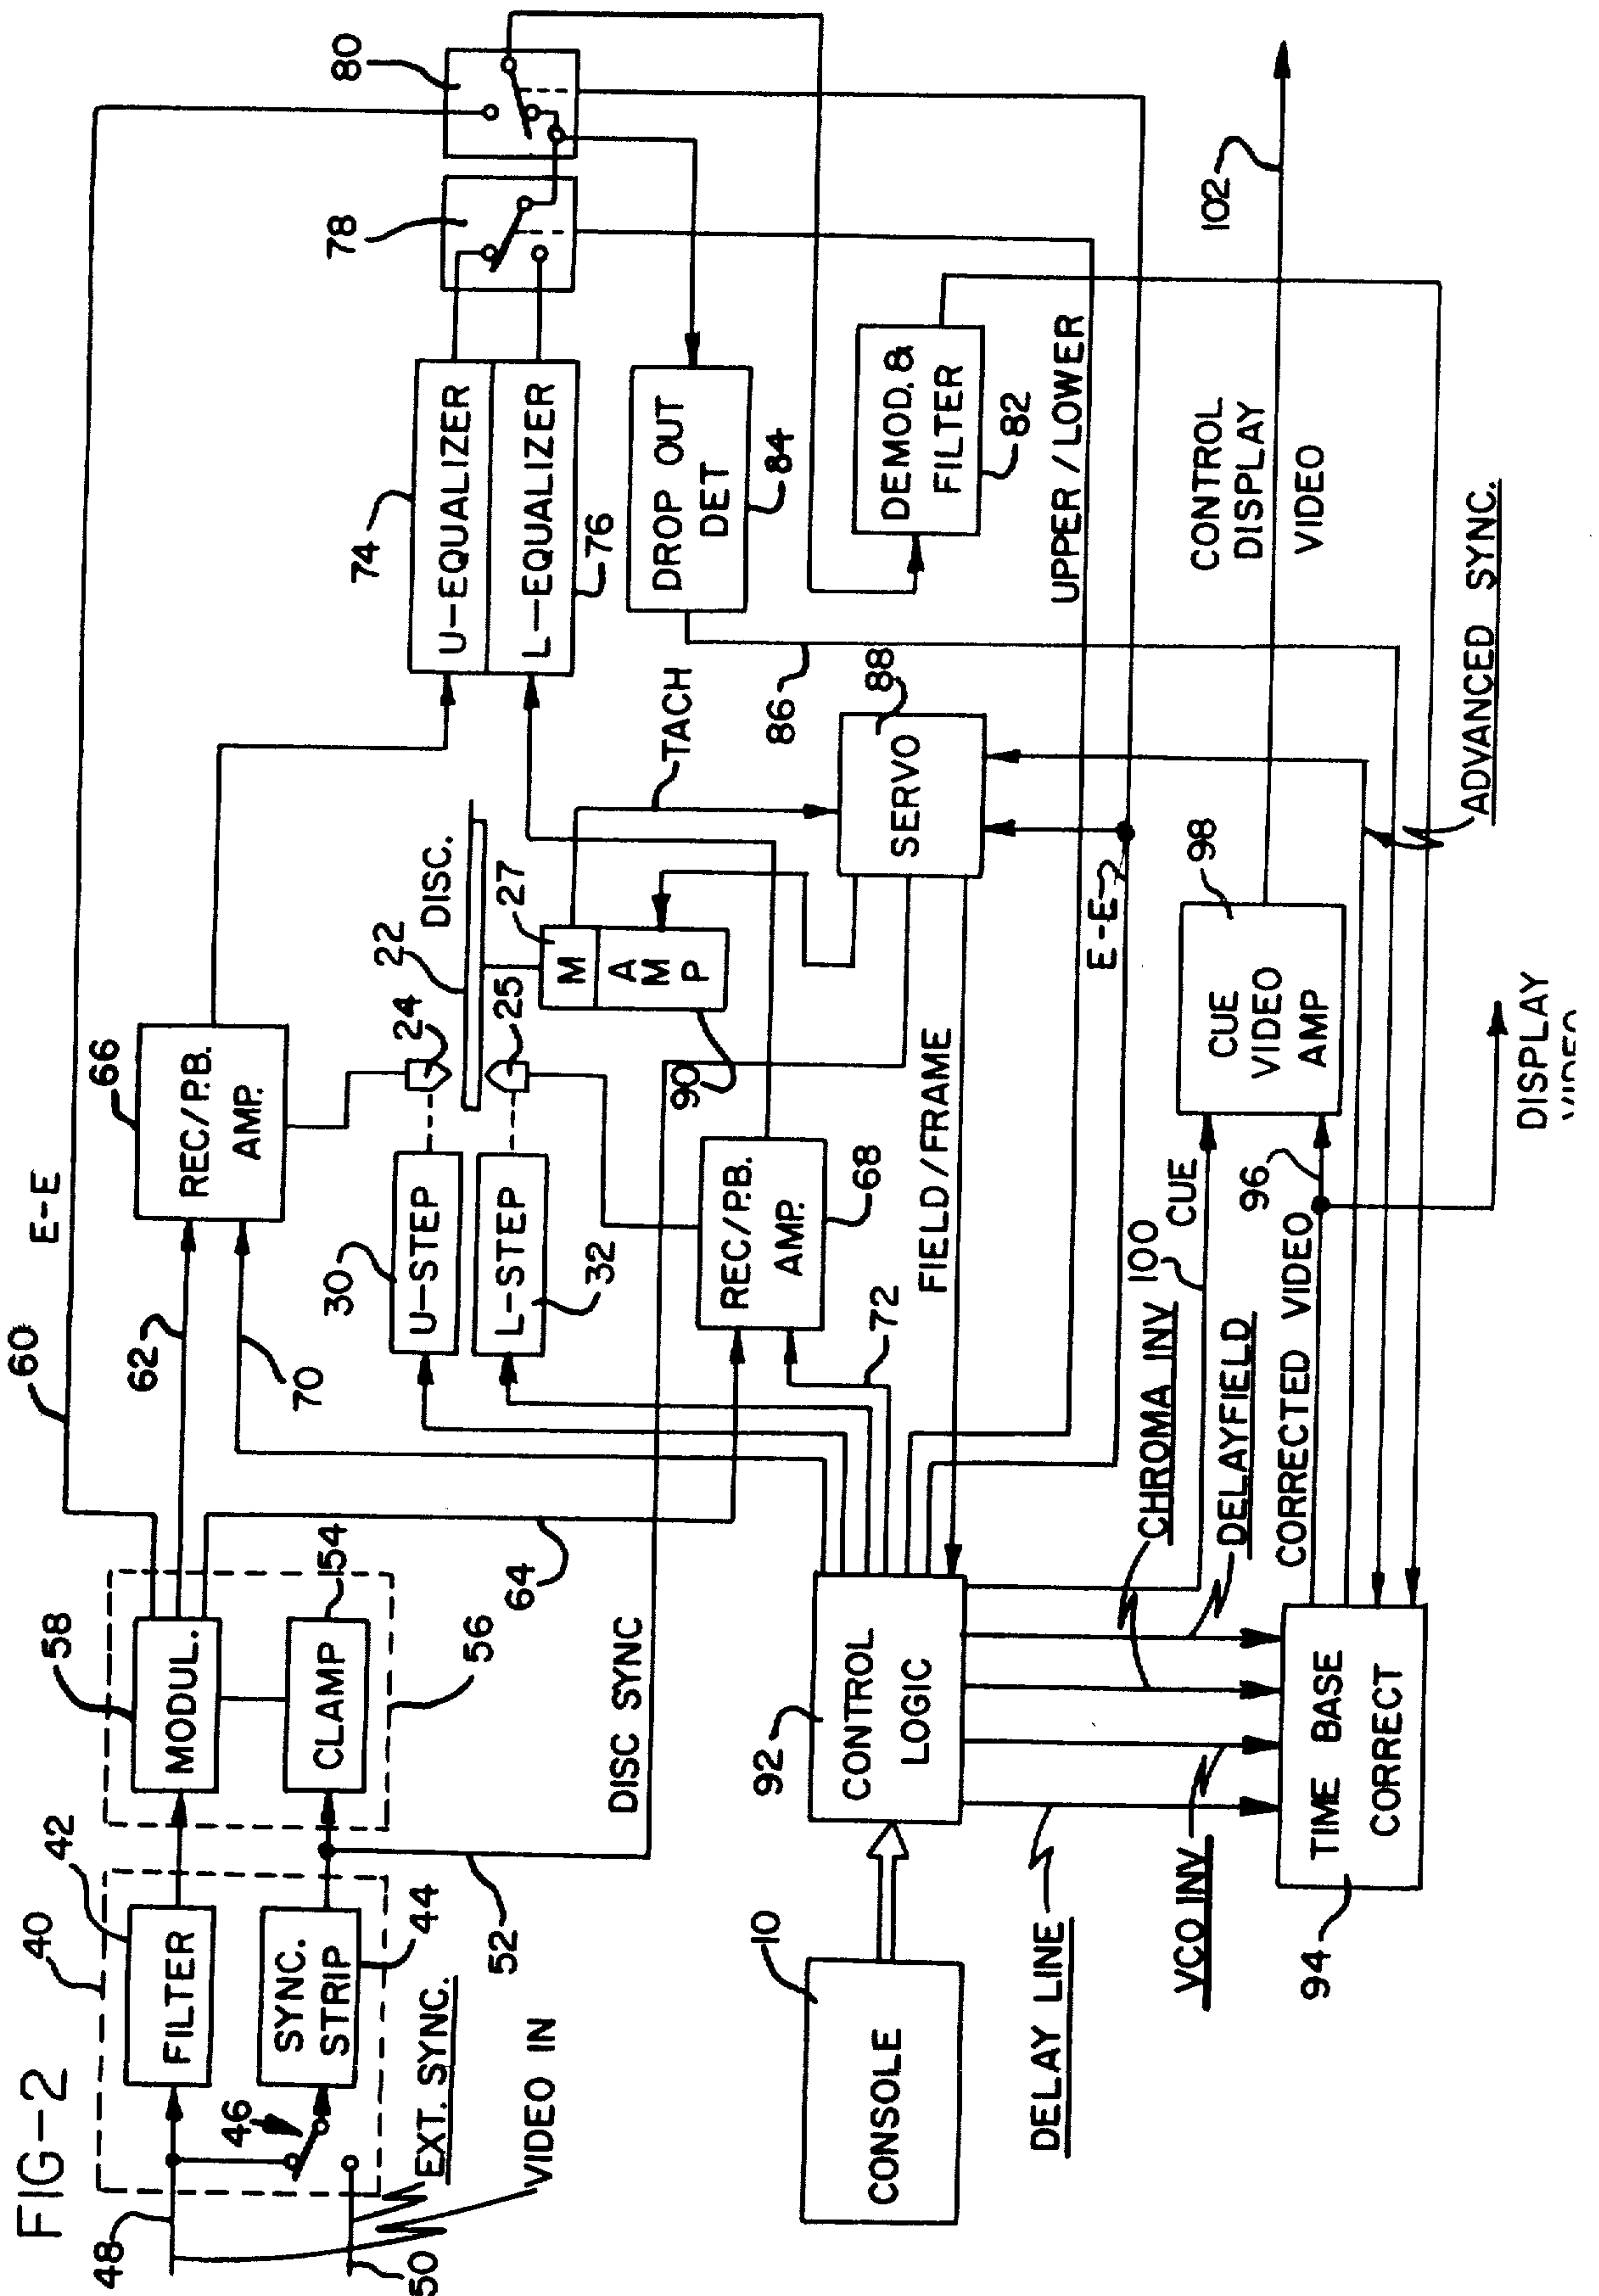 FIG-2
40
42
FILTER
SYNC.
STRIP
44
46
48
50
EXT. SYNC.
VIDEO IN
52
DISC SYNC
58
MODUL.
CLAMP
154
56
60
E-E
62
64
70
66
REC/P.B.
AMP.
24
22
DISC.
25
27
M
AMP
90
TACH
30
U-STEP
L-STEP
32
REC/P.B.
AMP.
68
72
74
U-EQUALIZER
L-EQUALIZER
76
78
80
DROP OUT
DET
84
86
DEMOD. &
FILTER
82
UPPER/LOWER
SERVO
88
E-E
FIELD/FRAME
10
CONSOLE
92
CONTROL
LOGIC
DELAY LINE
VCO INV
CHROMA INV
DELAYFIELD
100
CUE
96
CORRECTED VIDEO
94
TIME BASE
CORRECT
98
CUE
VIDEO
AMP
102
CONTROL
DISPLAY
VIDEO
ADVANCED SYNC.
DISPLAY